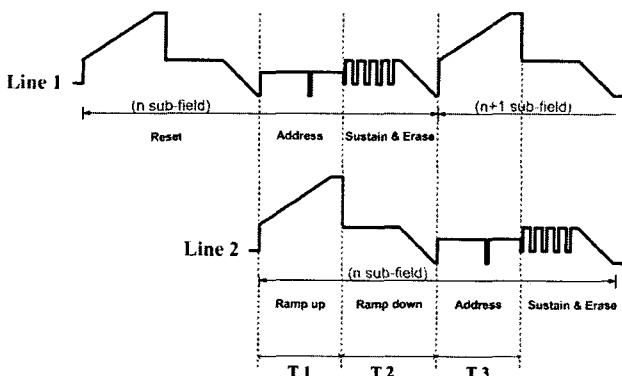 Line 1
(n sub-field)
(n+1 sub-field)
Reset
Address
Sustain & Erase
Line 2
(n sub-field)
Ramp up
Ramp down
Address
Sustain & Erase
T 1
T 2
T 3